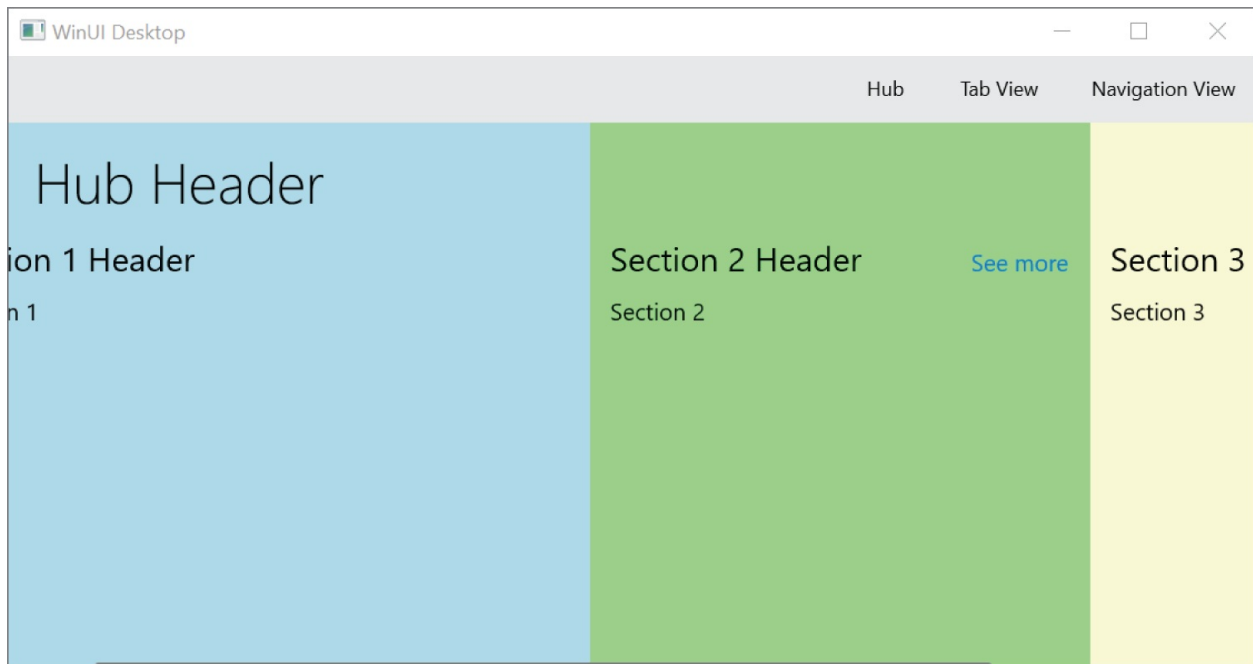 WinUI Desktop
Hub Tab View Navigation View
Hub Header
ion 1 Header
Section 2 Header See more
Section 3
n 1
Section 2
Section 3